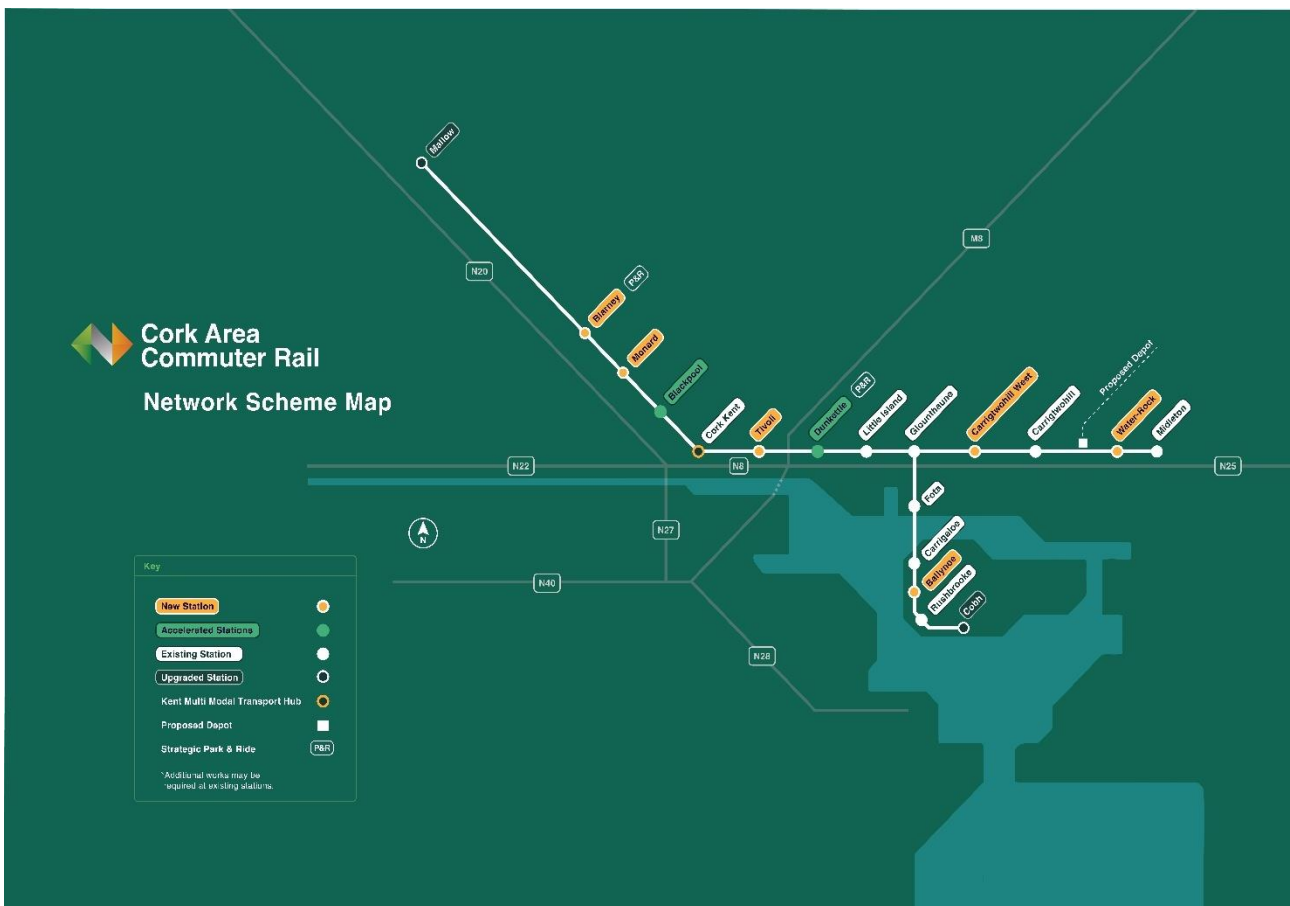 Mallow
N20
M8
Blarney
P&R
Monard
Blackpool
Cork Kent
Tivoli
Dunkettle
P&R
Little Island
Glounthaune
Carrigtwohill West
Carrigtwohill
Proposed Depot
Water-Rock
Midleton
Cork Area
Commuter Rail
Network Scheme Map
N22
N8
N25
Fota
Carrigaloe
Ballynoe
Rushbrooke
Cobh
N
N27
N40
N28
Key
New Station
Accelerated Stations
Existing Station
Upgraded Station
Kent Multi Modal Transport Hub
Proposed Depot
Strategic Park & Ride
P&R
*Additional works may be
required at existing stations.